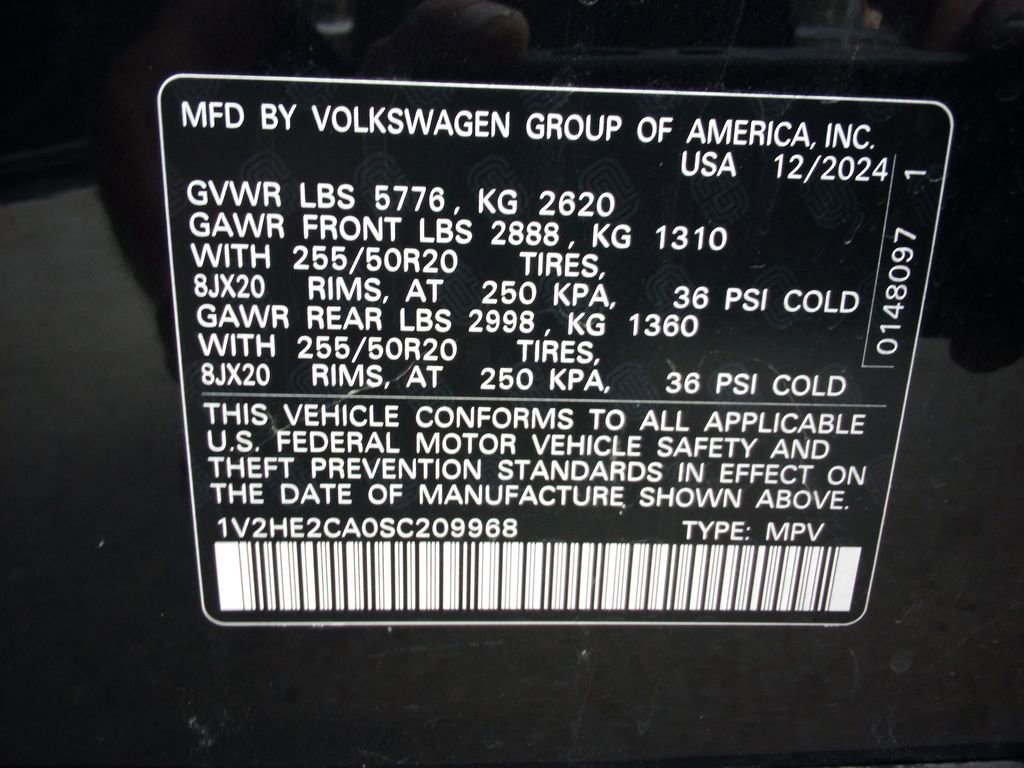 MFD BY VOLKSWAGEN GROUP OF AMERICA, INC.
USA 12/2024
GVWR LBS 5776, KG 2620
GAWR FRONT LBS 2888, KG 1310
WITH 255/50R20 TIRES,
8JX20 RIMS, AT 250 KPA, 36 PSI COLD
GAWR REAR LBS 2998, KG 1360
WITH 255/50R20 TIRES,
8JX20 RIMS, AT 250 KPA, 36 PSI COLD
0148097 1
THIS VEHICLE CONFORMS TO ALL APPLICABLE
U.S. FEDERAL MOTOR VEHICLE SAFETY AND
THEFT PREVENTION STANDARDS IN EFFECT ON
THE DATE OF MANUFACTURE SHOWN ABOVE.
1V2HE2CA0SC209968 TYPE: MPV